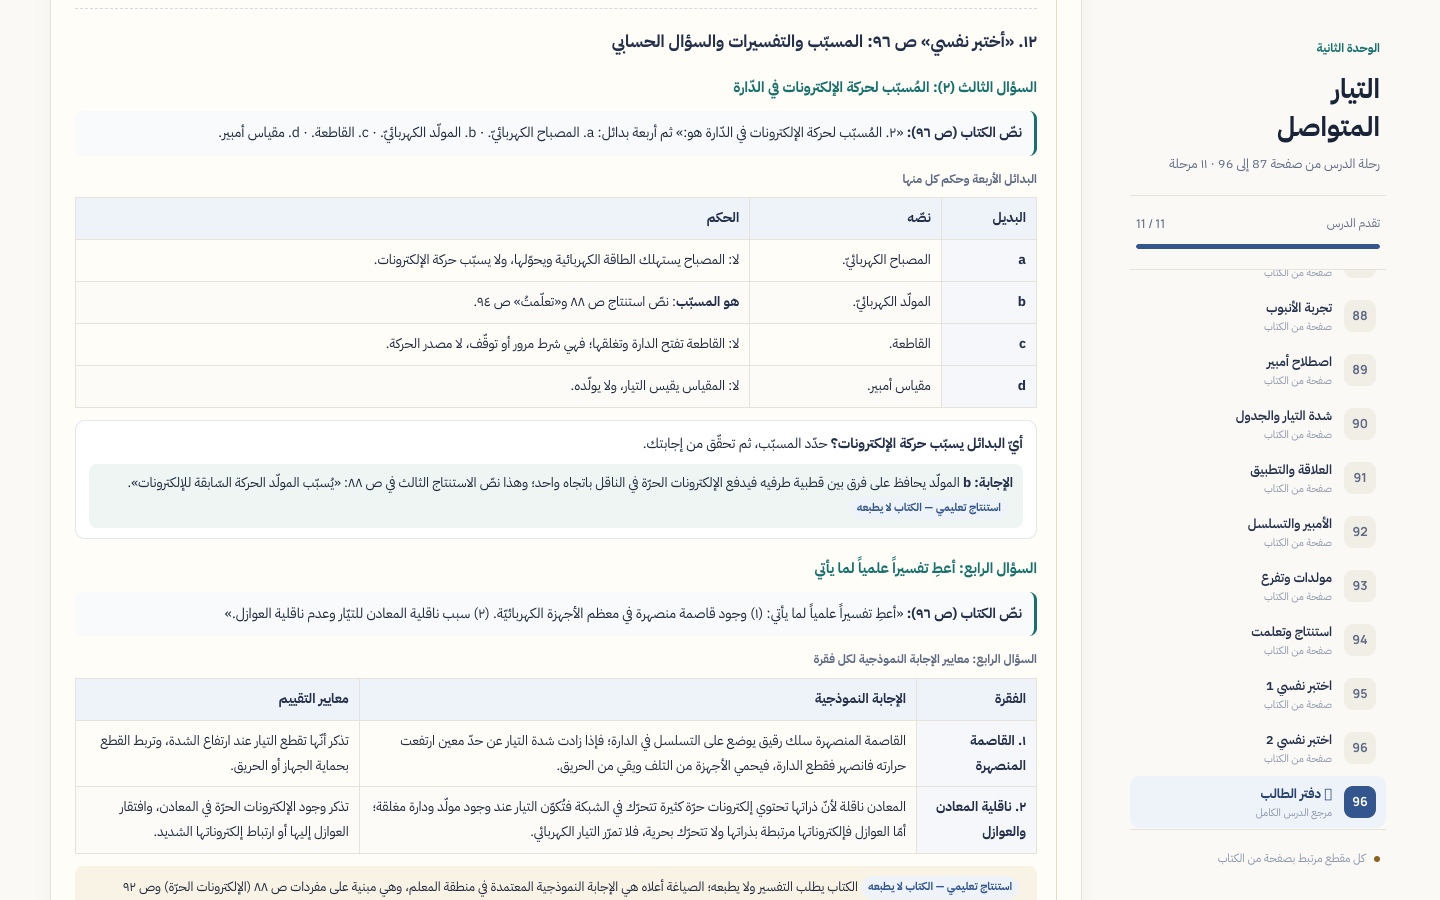 الوحدة الثانية
التيار
المتواصل
رحلة الدرس من صفحة 87 إلى 96 · ١١ مرحلة
تقدم الدرس
11 / 11
صفحة من الكتاب
88
تجربة الأنبوب
صفحة من الكتاب
89
اصطلاح أمبير
صفحة من الكتاب
90
شدة التيار والجدول
صفحة من الكتاب
91
العلاقة والتطبيق
صفحة من الكتاب
92
الأمبير والتسلسل
صفحة من الكتاب
93
مولدات وتفرع
صفحة من الكتاب
94
استنتاج وتعلمت
صفحة من الكتاب
95
اختبر نفسي 1
صفحة من الكتاب
96
اختبر نفسي 2
صفحة من الكتاب
96
دفتر الطالب
مرجع الدرس الكامل
كل مقطع مرتبط بصفحة من الكتاب
١٢. «أختبر نفسي» ص ٩٦: المسبّب والتفسيرات والسؤال الحسابي
السؤال الثالث (٢): المُسبّب لحركة الإلكترونات في الدّارة
نصّ الكتاب (ص ٩٦): «٢. المُسبّب لحركة الإلكترونات في الدّارة هو:» ثم أربعة بدائل: a. المصباح الكهربائيّ. · b. المولّد الكهربائيّ. · c. القاطعة. · d. مقياس أمبير.
البدائل الأربعة وحكم كل منها
البديل	نصّه	الحكم
a	المصباح الكهربائيّ.	لا: المصباح يستهلك الطاقة الكهربائية ويحوّلها، ولا يسبّب حركة الإلكترونات.
b	المولّد الكهربائيّ.	هو المسبّب: نصّ استنتاج ص ٨٨ و«تعلّمتُ» ص ٩٤.
c	القاطعة.	لا: القاطعة تفتح الدارة وتغلقها؛ فهي شرط مرور أو توقّف، لا مصدر الحركة.
d	مقياس أمبير.	لا: المقياس يقيس التيار، ولا يولّده.
أيّ البدائل يسبّب حركة الإلكترونات؟ حدّد المسبّب، ثم تحقّق من إجابتك.
الإجابة: b المولّد يحافظ على فرق بين قطبية طرفيه فيدفع الإلكترونات الحرّة في الناقل باتجاه واحد؛ وهذا نصّ الاستنتاج الثالث في ص ٨٨: «يُسبّب المولّد الحركة السّابقة للإلكترونات».
استنتاج تعليمي — الكتاب لا يطبعه
السؤال الرابع: أعطِ تفسيراً علمياً لما يأتي
نصّ الكتاب (ص ٩٦): «أعطِ تفسيراً علمياً لما يأتي: (١) وجود قاصمة منصهرة في معظم الأجهزة الكهربائيّة. (٢) سبب ناقلية المعادن للتيّار وعدم ناقلية العوازل.»
السؤال الرابع: معايير الإجابة النموذجية لكل فقرة
الفقرة	الإجابة النموذجية	معايير التقييم
١. القاصمة	القاصمة المنصهرة سلك رقيق يوضع على التسلسل في الدارة؛ فإذا زادت شدة التيار عن حدّ معين ارتفعت	تذكر أنّها تقطع التيار عند ارتفاع الشدة، وتربط القطع
المنصهرة	حرارته فانصهر فقطع الدارة، فيحمي الأجهزة من التلف ويقي من الحريق.	بحماية الجهاز أو الحريق.
٢. ناقلية المعادن	المعادن ناقلة لأنّ ذراتها تحتوي إلكترونات حرّة كثيرة تتحرّك في الشبكة فتُكوّن التيار عند وجود مولّد ودارة مغلقة؛	تذكر وجود الإلكترونات الحرّة في المعادن، وافتقار
والعوازل	أمّا العوازل فإلكتروناتها مرتبطة بذراتها ولا تتحرّك بحرية، فلا تمرّر التيار الكهربائي.	العوازل إليها أو ارتباط إلكتروناتها الشديد.
استنتاج تعليمي — الكتاب لا يطبعه الكتاب يطلب التفسير ولا يطبعه؛ الصياغة أعلاه هي الإجابة النموذجية المعتمدة في منطقة المعلم، وهي مبنية على مفردات ص ٨٨ (الإلكترونات الحرّة) وص ٩٢